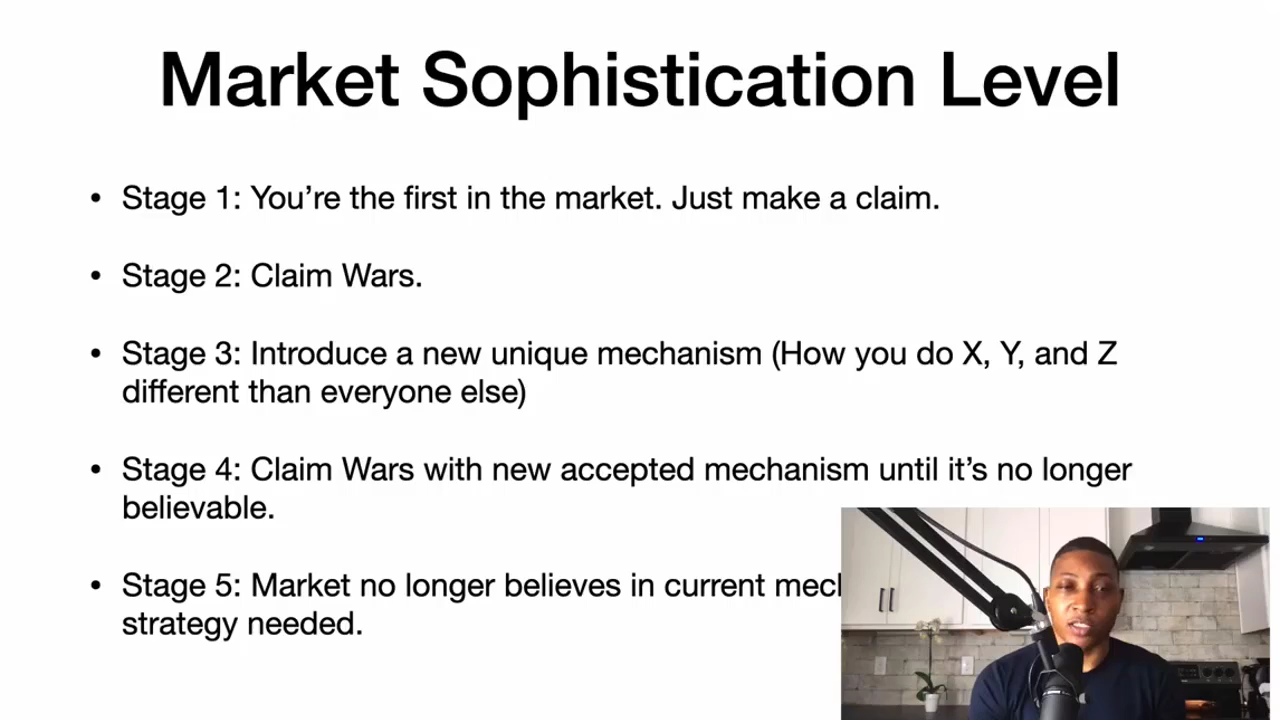 Market Sophistication Level
• Stage 1: You’re the first in the market. Just make a claim.
• Stage 2: Claim Wars.
• Stage 3: Introduce a new unique mechanism (How you do X, Y, and Z
different than everyone else)
• Stage 4: Claim Wars with new accepted mechanism until it’s no longer
believable.
• Stage 5: Market no longer believes in current
strategy needed.